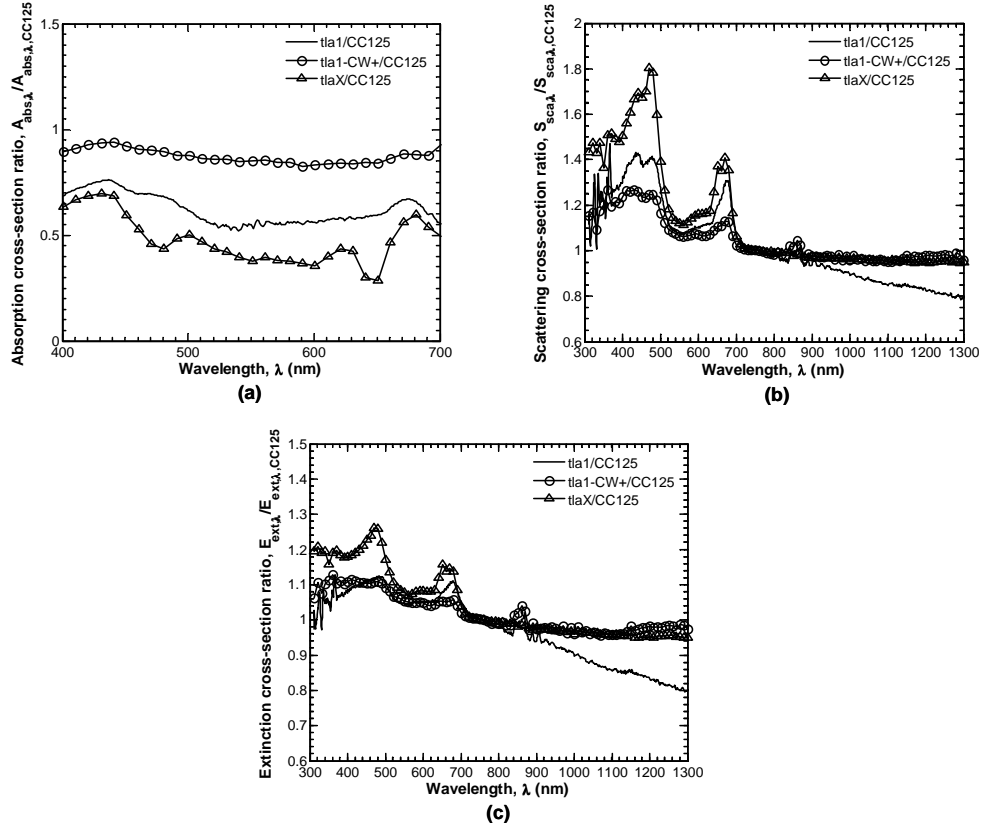 Absorption cross-section ratio, A_abs,λ/A_abs,λ,CC125
1.5
1
0.5
0
tla1/CC125
tla1-CW+/CC125
tlaX/CC125
400 500 600 700
Wavelength, λ (nm)
(a)
Scattering cross-section ratio, S_sca,λ/S_sca,λ,CC125
2
1.8
1.6
1.4
1.2
1
0.8
0.6
tla1/CC125
tla1-CW+/CC125
tlaX/CC125
300 400 500 600 700 800 900 1000 1100 1200 1300
Wavelength, λ (nm)
(b)
Extinction cross-section ratio, E_ext,λ/E_ext,λ,CC125
1.5
1.4
1.3
1.2
1.1
1
0.9
0.8
0.7
0.6
tla1/CC125
tla1-CW+/CC125
tlaX/CC125
300 400 500 600 700 800 900 1000 1100 1200 1300
Wavelength, λ (nm)
(c)